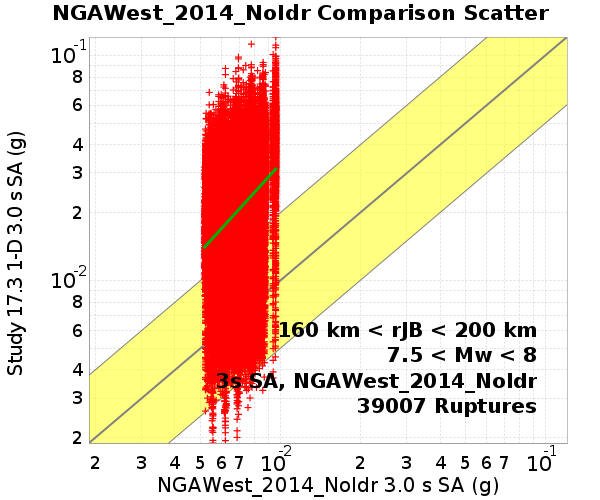 NGAWest_2014_NoIdr Comparison Scatter
10-1
8
6
4
3
2
10-2
8
6
4
3
2
Study 17.3 1-D 3.0 s SA (g)
160 km < rJB < 200 km
7.5 < Mw < 8
3s SA, NGAWest_2014_NoIdr
39007 Ruptures
2 3 4 5 6 7 10-2 2 3 4 5 6 7 10-1
NGAWest_2014_NoIdr 3.0 s SA (g)